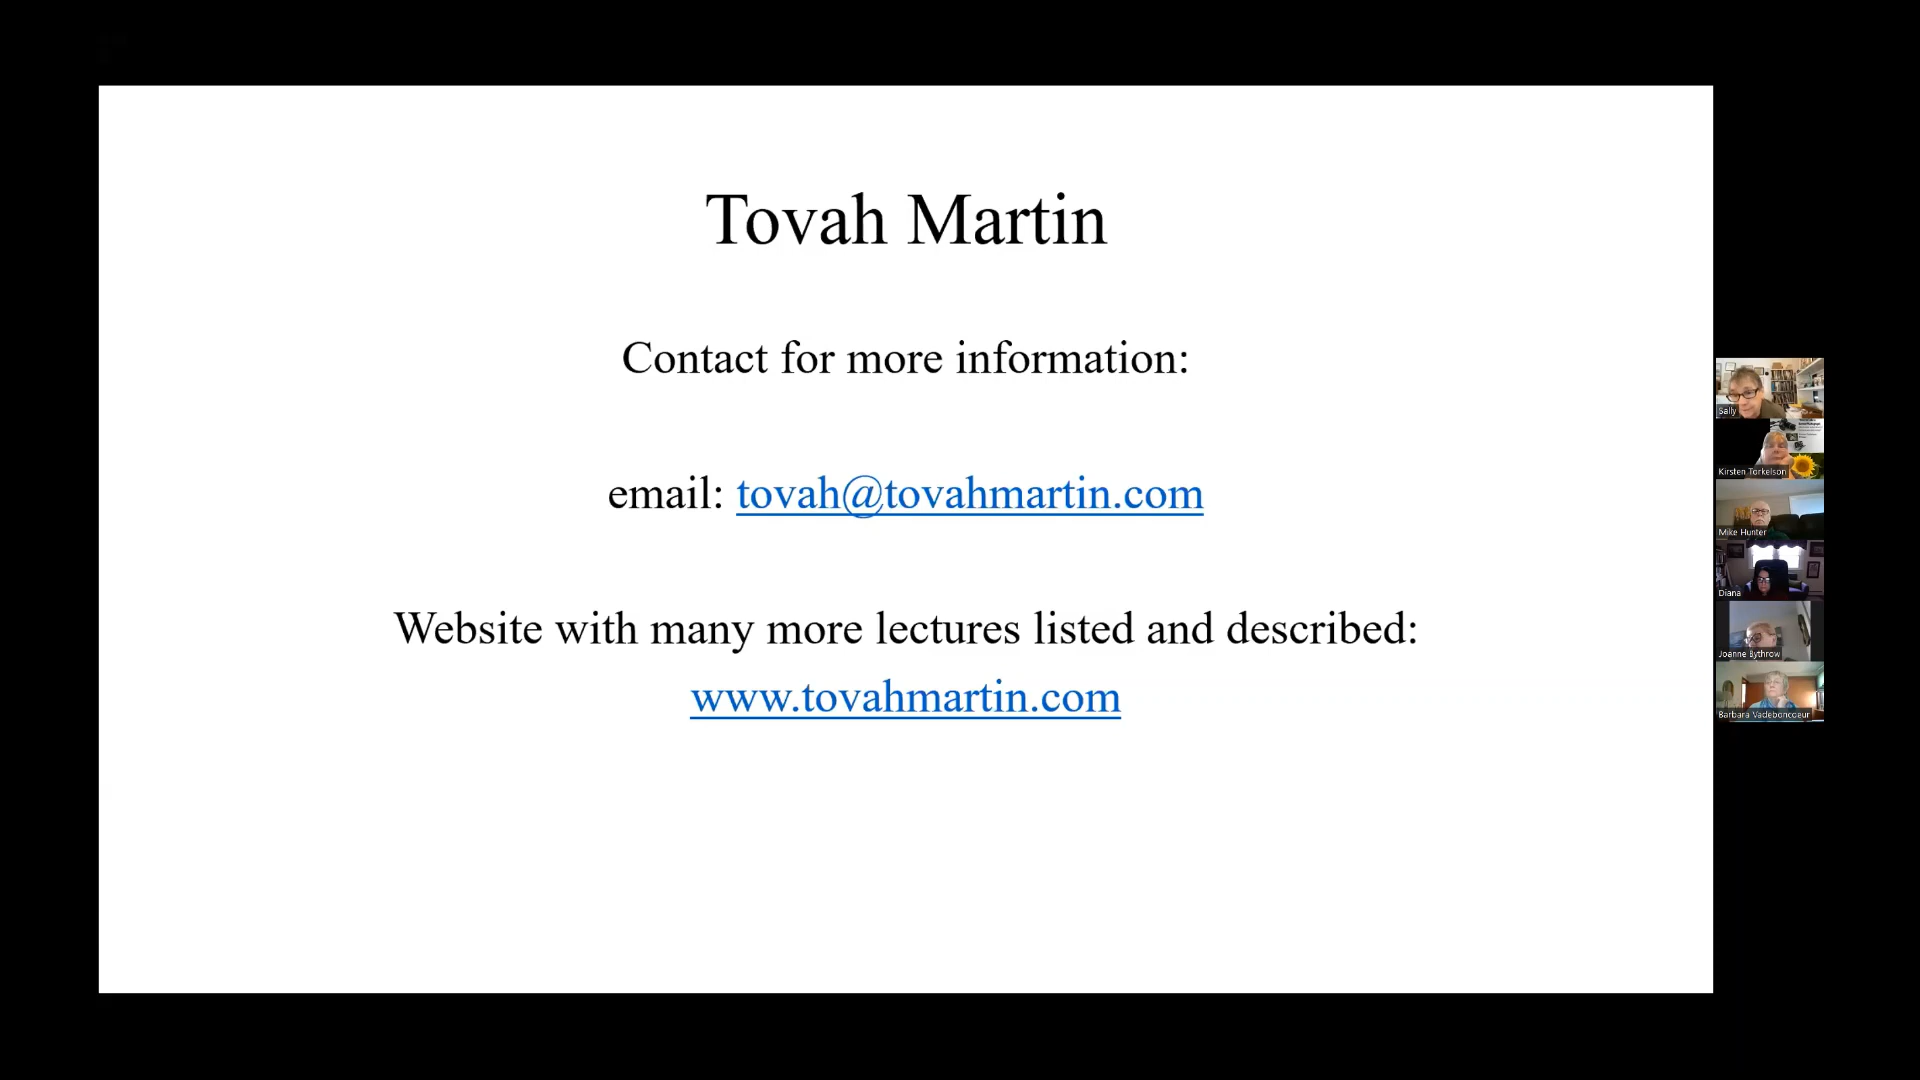 Tovah Martin
Contact for more information:
email: tovah@tovahmartin.com
Website with many more lectures listed and described:
www.tovahmartin.com
Sally
Kirsten Torkelson
Mike Hunter
Diana
Joanne Bythrow
Barbara Vadeboncoeur